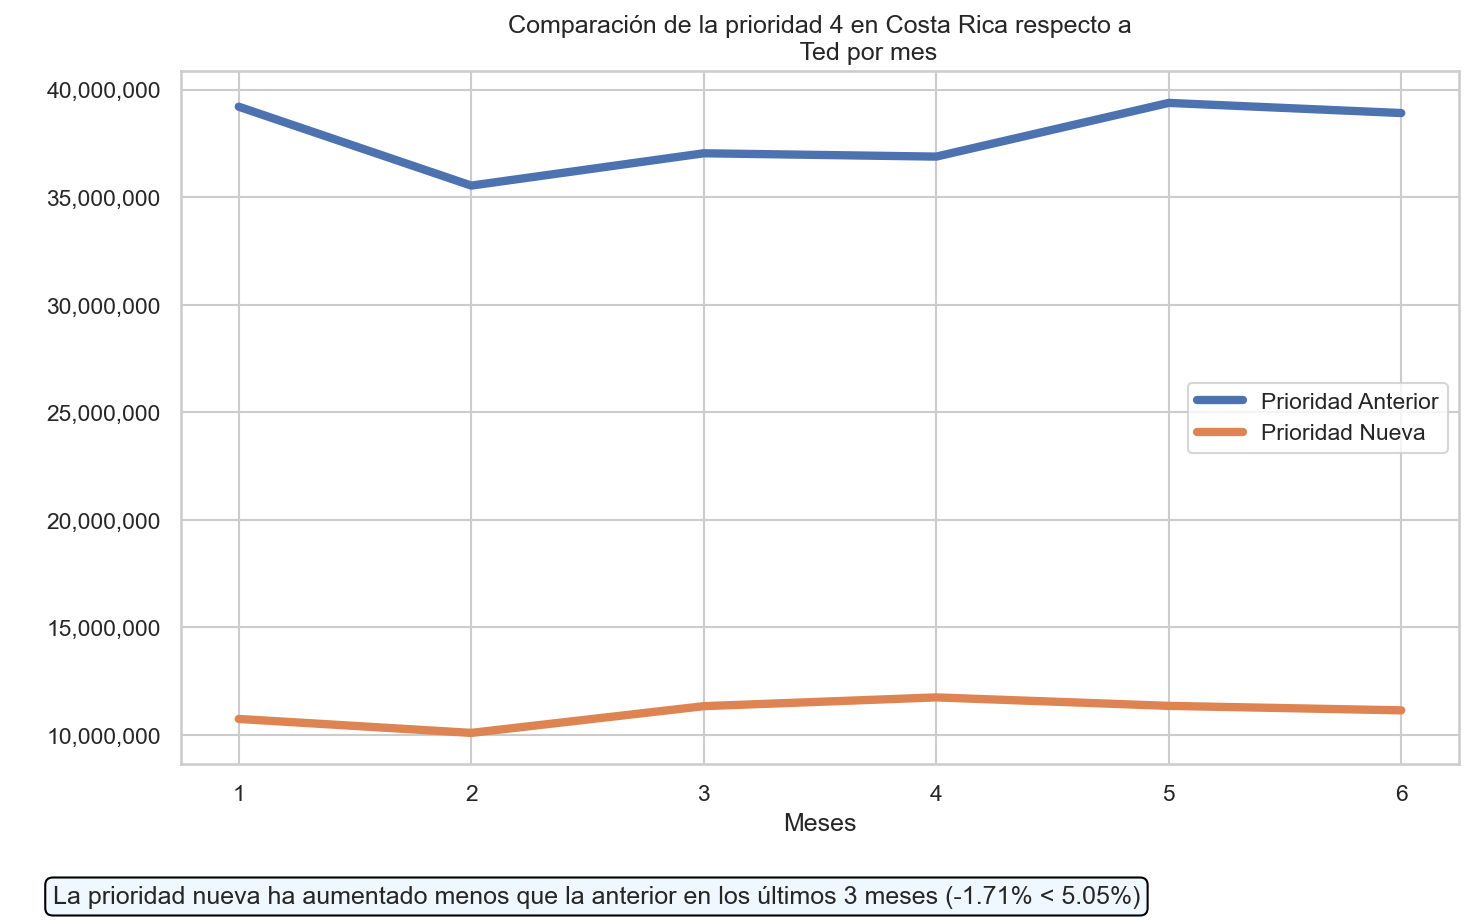 Comparación de la prioridad 4 en Costa Rica respecto a
Ted por mes
40,000,000
35,000,000
30,000,000
25,000,000
20,000,000
15,000,000
10,000,000
Prioridad Anterior
Prioridad Nueva
1 2 3 4 5 6
Meses
La prioridad nueva ha aumentado menos que la anterior en los últimos 3 meses (-1.71% < 5.05%)